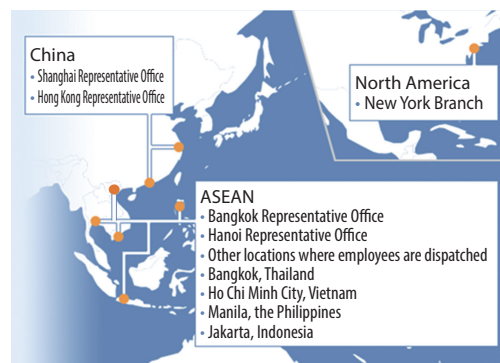 China
• Shanghai Representative Office
• Hong Kong Representative Office
North America
• New York Branch
ASEAN
• Bangkok Representative Office
• Hanoi Representative Office
• Other locations where employees are dispatched
• Bangkok, Thailand
• Ho Chi Minh City, Vietnam
• Manila, the Philippines
• Jakarta, Indonesia